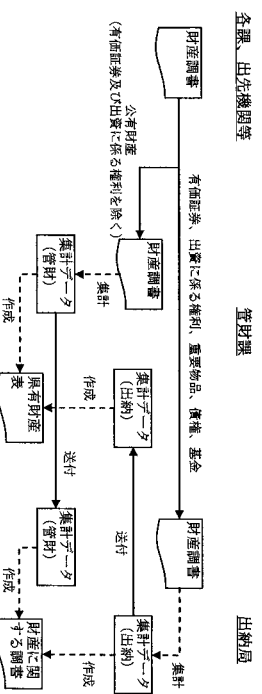 各課、出先機関等
管財課
出納局
財産調書
有価証券、出資に係る権利、重要物品、債権、基金
財産調書
公有財産
(有価証券及び出資に係る権利を除く)
財産調書
集計
集計
集計データ
(管財)
集計データ
(出納)
送付
集計データ
(出納)
作成
作成
県有財産
表
送付
集計データ
(管財)
作成
作成
財産に関
する調書